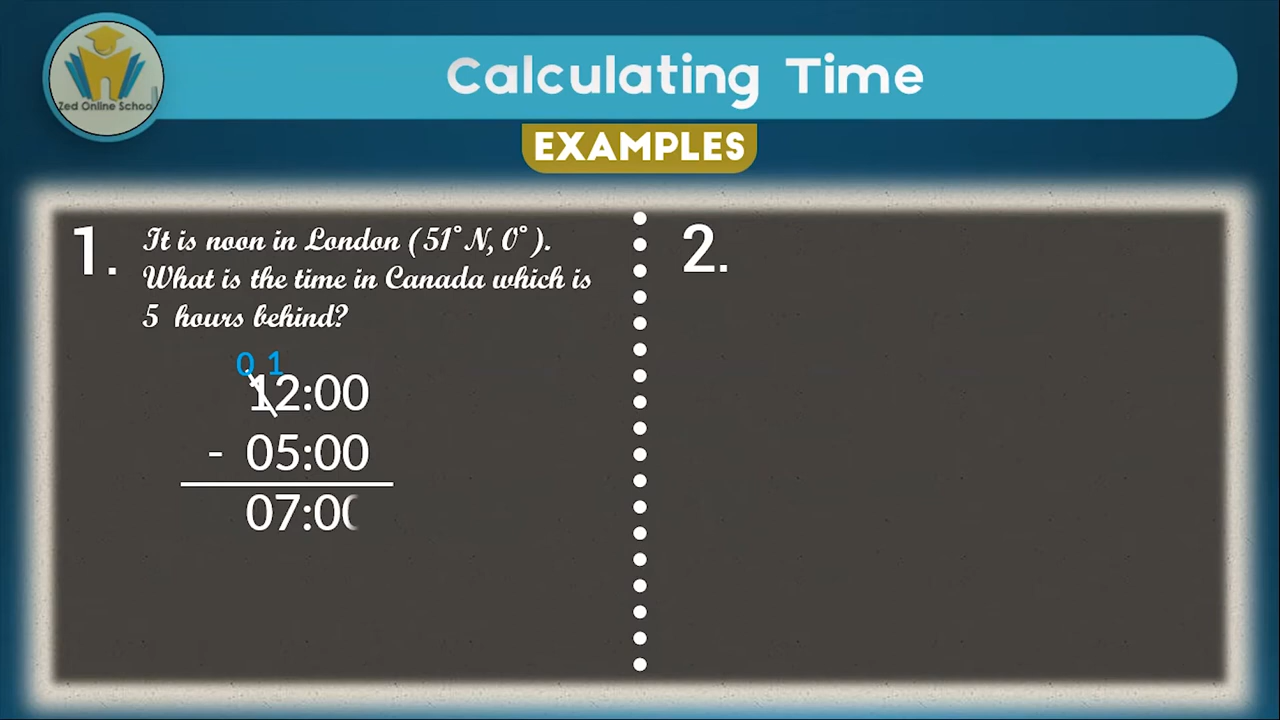 Zed Online School
Calculating Time
EXAMPLES
1.
It is noon in London (51° N, 0° ).
What is the time in Canada which is
5 hours behind?
0 1
12:00
- 05:00
07:00
2.